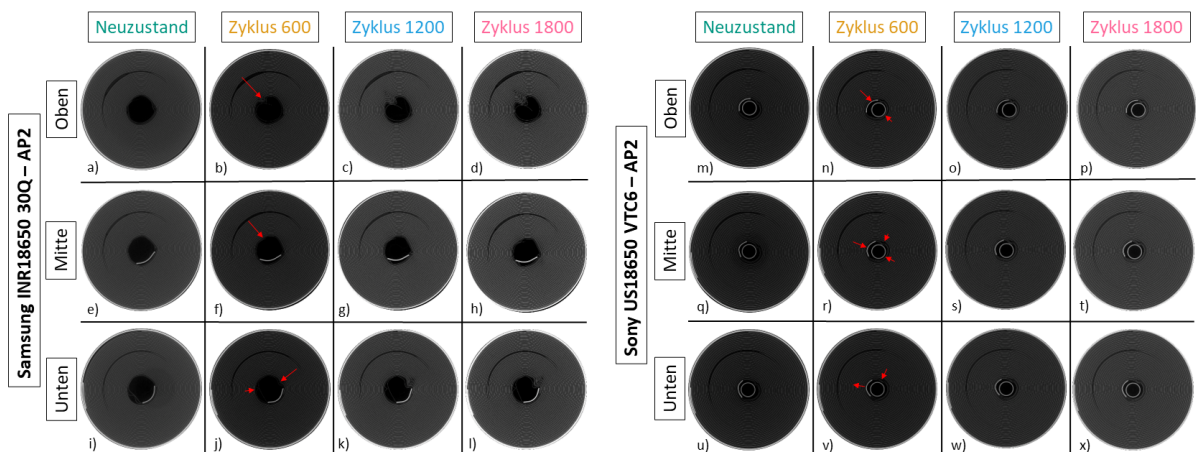 Neuzustand
Zyklus 600
Zyklus 1200
Zyklus 1800
Samsung INR18650 30Q – AP2
Oben
a)
b)
c)
d)
Mitte
e)
f)
g)
h)
Unten
i)
j)
k)
l)
Neuzustand
Zyklus 600
Zyklus 1200
Zyklus 1800
Sony US18650 VTC6 – AP2
Oben
m)
n)
o)
p)
Mitte
q)
r)
s)
t)
Unten
u)
v)
w)
x)